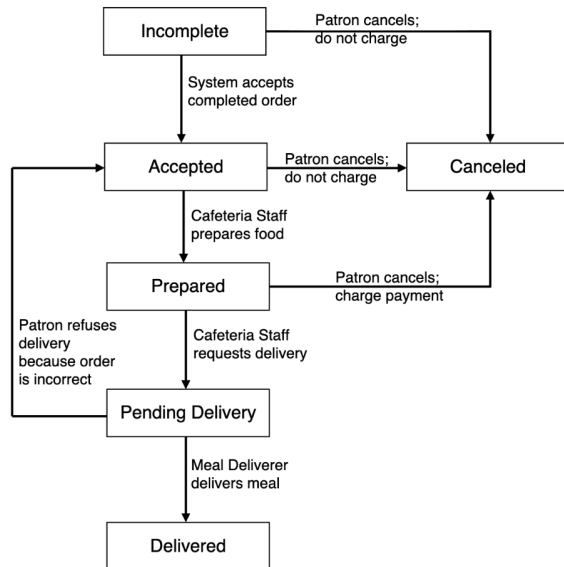 Incomplete
Patron cancels;
do not charge
System accepts
completed order
Accepted
Patron cancels;
do not charge
Canceled
Cafeteria Staff
prepares food
Prepared
Patron cancels;
charge payment
Patron refuses
delivery
because order
is incorrect
Cafeteria Staff
requests delivery
Pending Delivery
Meal Deliverer
delivers meal
Delivered